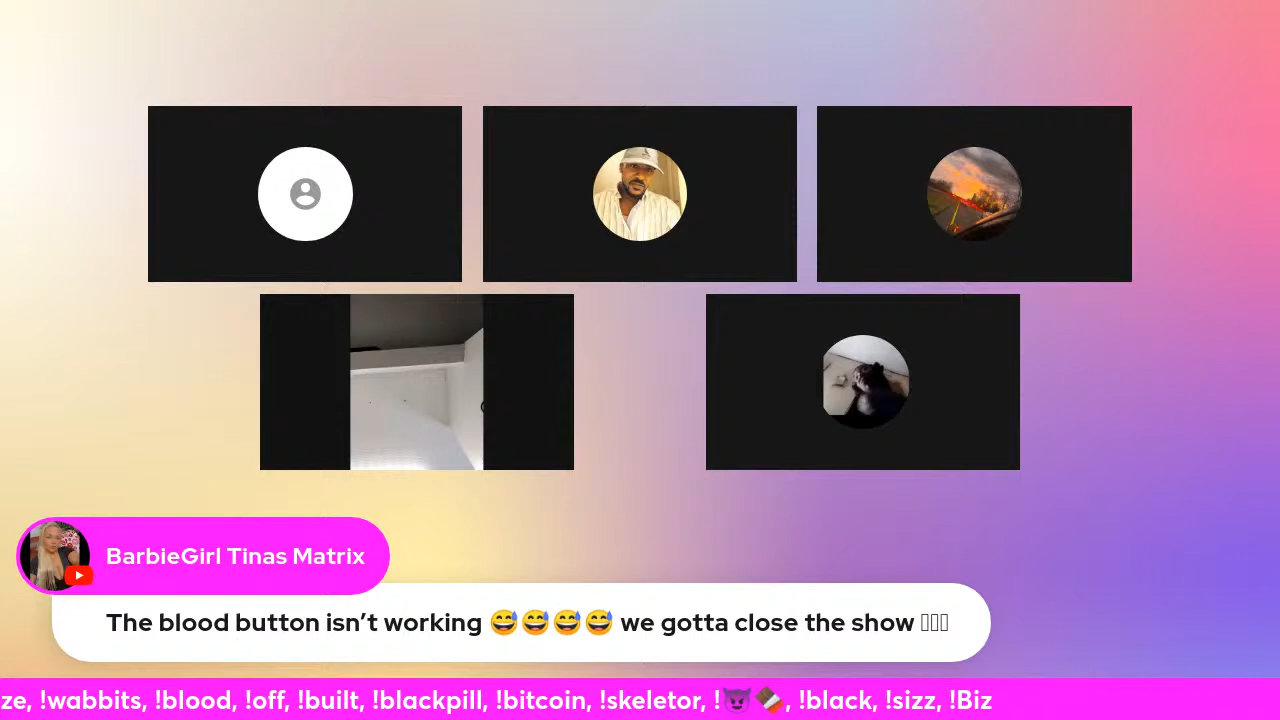 BarbieGirl Tinas Matrix
The blood button isn’t working 😅😅😅😅 we gotta close the show
ze, !wabbits, !blood, !off, !built, !blackpill, !bitcoin, !skeletor, !😈🍫, !black, !sizz, !Biz